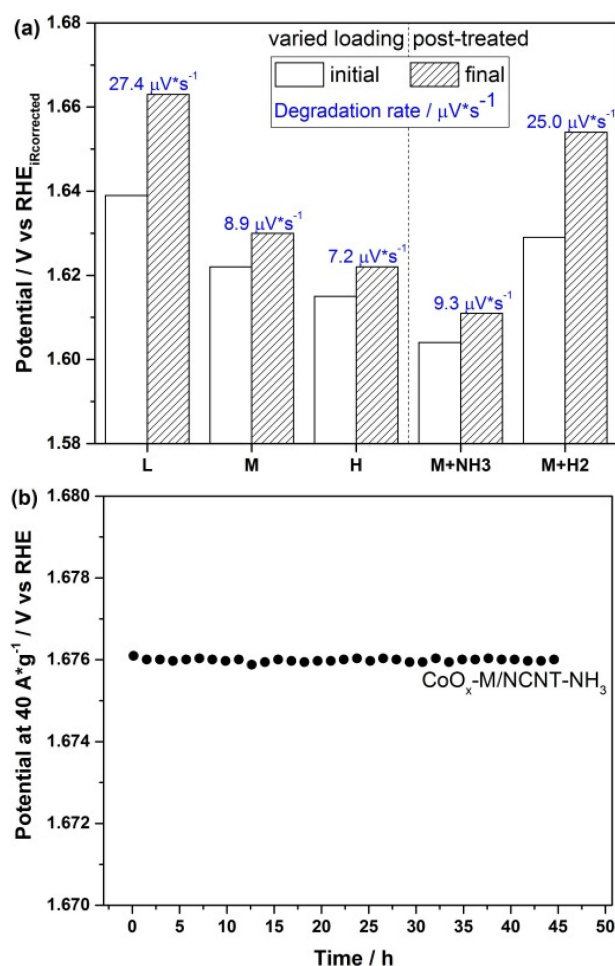 (a)
varied loading post-treated
initial final
Degradation rate / μV*s⁻¹
27.4 μV*s⁻¹
8.9 μV*s⁻¹
7.2 μV*s⁻¹
9.3 μV*s⁻¹
25.0 μV*s⁻¹
Potential / V vs RHE_iRcorrected
1.68
1.66
1.64
1.62
1.60
1.58
L M H M+NH3 M+H2
(b)
Potential at 40 A*g⁻¹ / V vs RHE
1.680
1.678
1.676
1.674
1.672
1.670
CoOₓ-M/NCNT-NH₃
0 5 10 15 20 25 30 35 40 45 50
Time / h